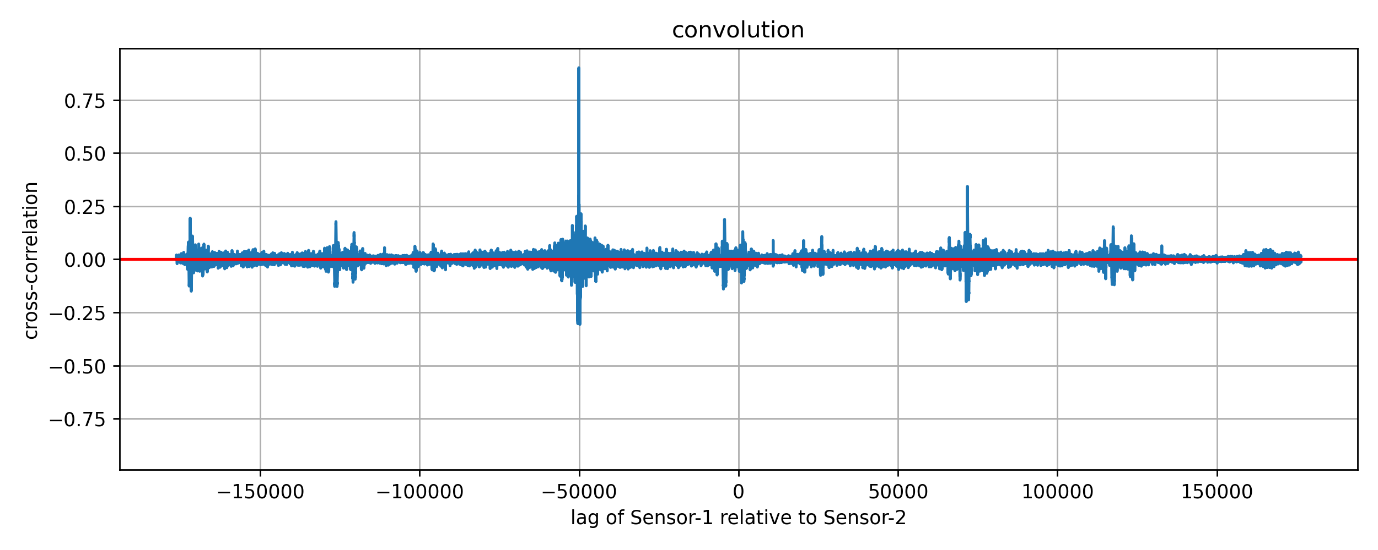 convolution
cross-correlation
0.75
0.50
0.25
0.00
−0.25
−0.50
−0.75
−150000 −100000 −50000 0 50000 100000 150000
lag of Sensor-1 relative to Sensor-2